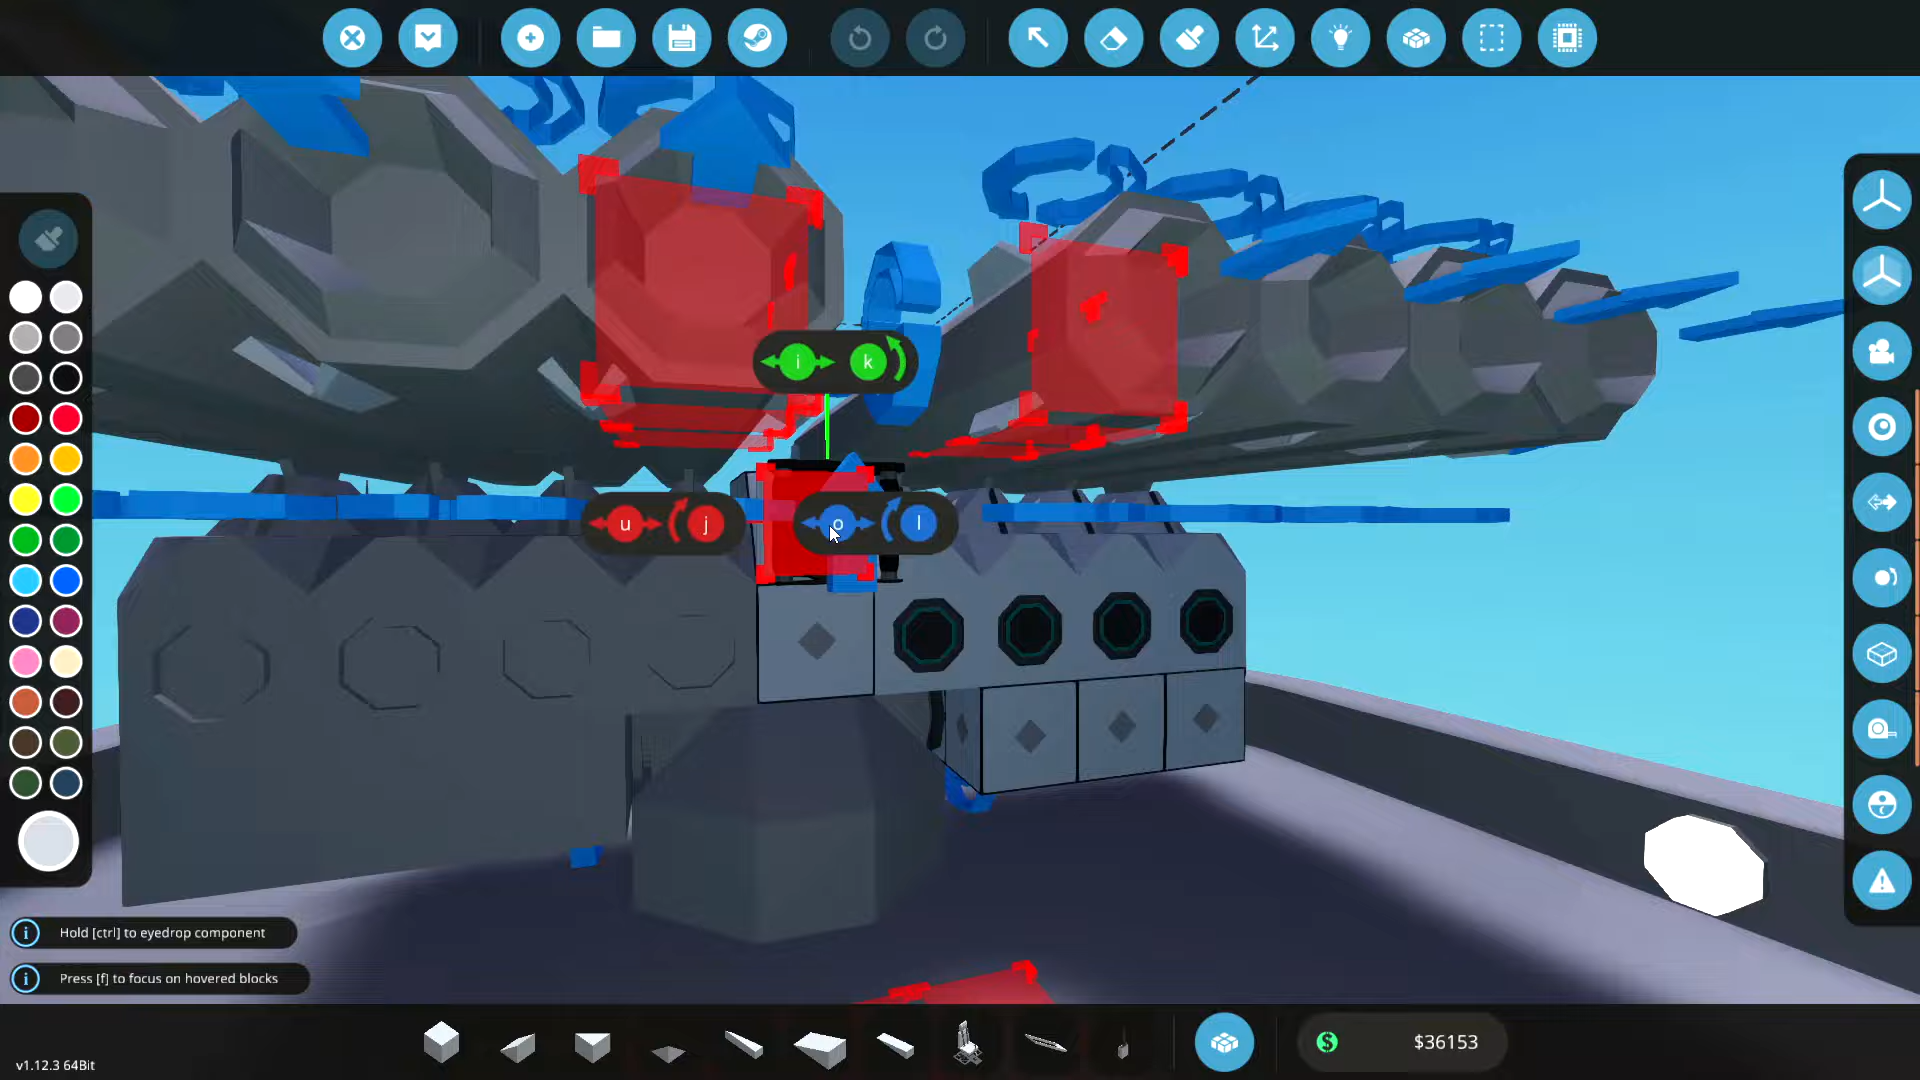 i k
u j o l
Hold [ctrl] to eyedrop component
Press [f] to focus on hovered blocks
$ $36153
v1.12.3 64Bit